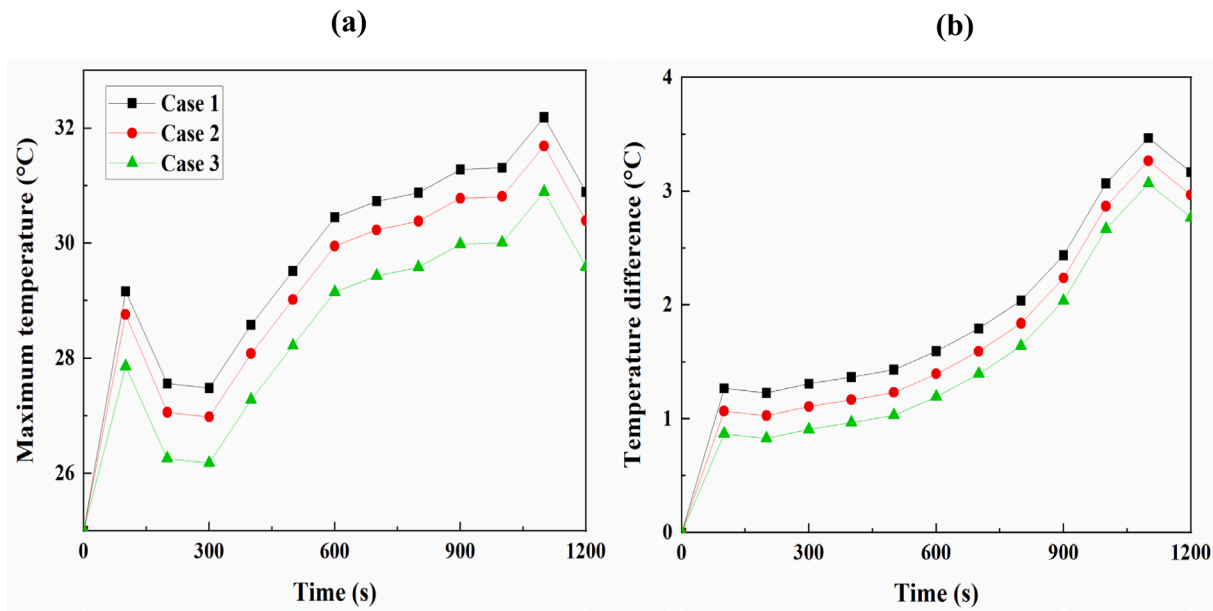 (a)
Case 1
Case 2
Case 3
Maximum temperature (°C)
32
30
28
26
0
300
600
900
1200
Time (s)
(b)
Temperature difference (°C)
4
3
2
1
0
0
300
600
900
1200
Time (s)